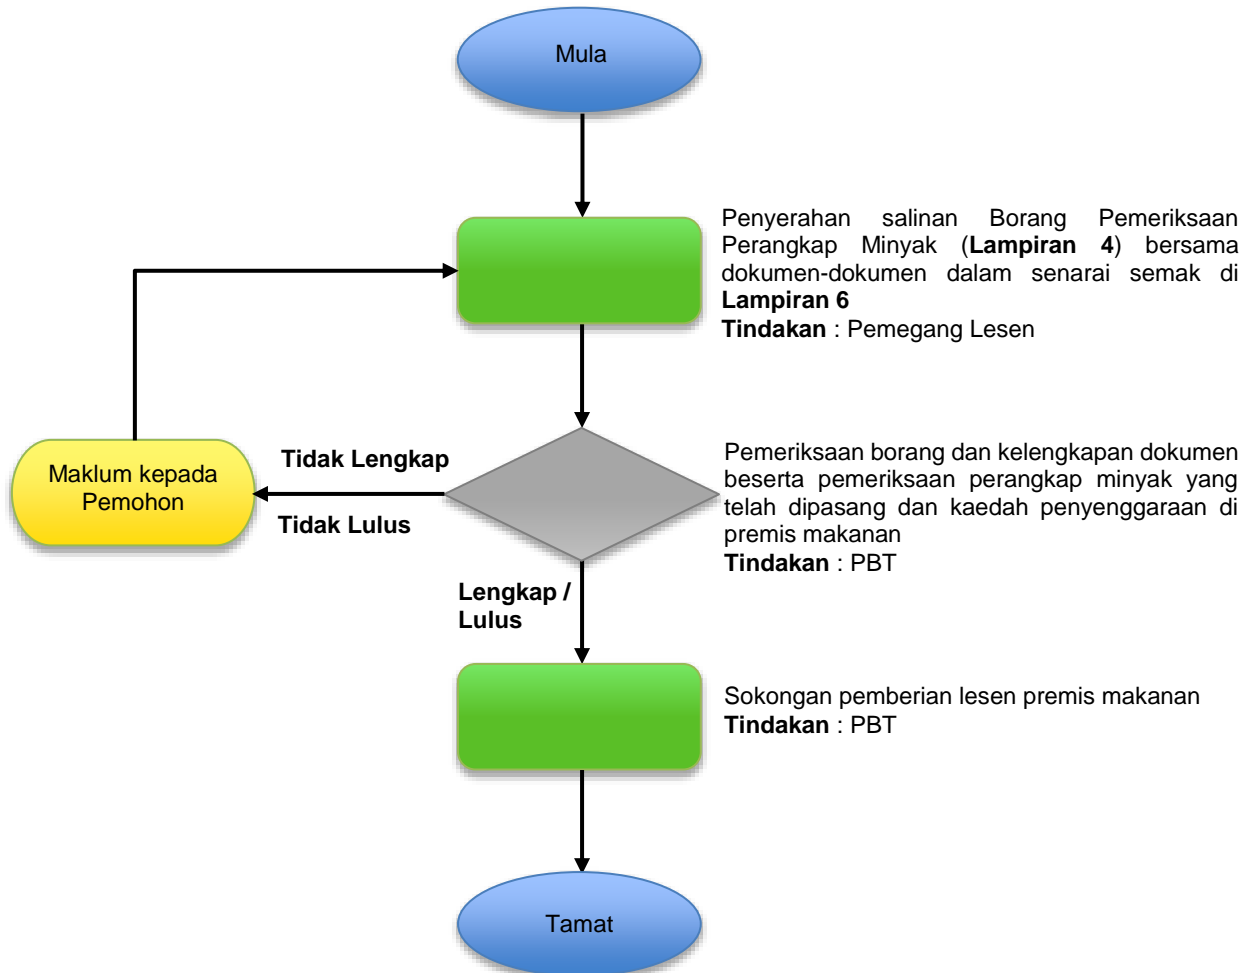 Mula
Penyerahan salinan Borang Pemeriksaan
Perangkap Minyak (Lampiran 4) bersama
dokumen-dokumen dalam senarai semak di
Lampiran 6
Tindakan : Pemegang Lesen
Maklum kepada
Pemohon
Tidak Lengkap
Tidak Lulus
Pemeriksaan borang dan kelengkapan dokumen
beserta pemeriksaan perangkap minyak yang
telah dipasang dan kaedah penyenggaraan di
premis makanan
Tindakan : PBT
Lengkap /
Lulus
Sokongan pemberian lesen premis makanan
Tindakan : PBT
Tamat